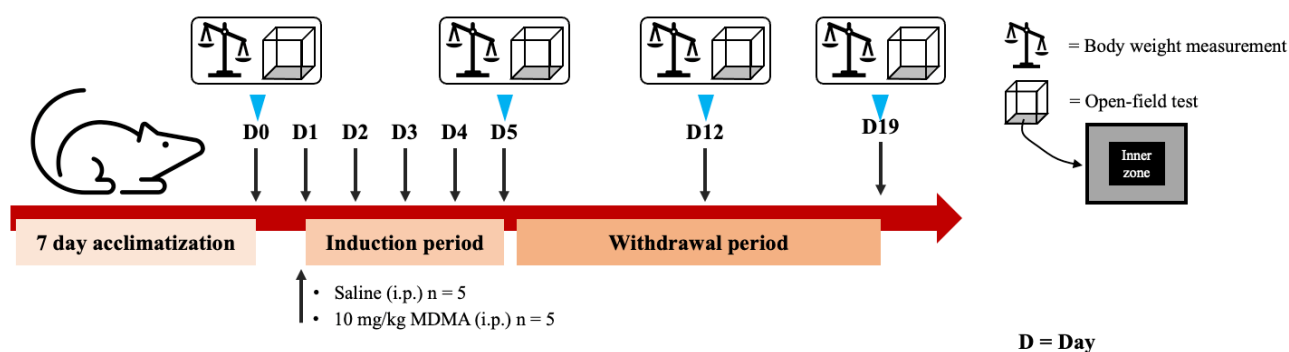 = Body weight measurement
= Open-field test
D0 D1 D2 D3 D4 D5 D12 D19
Inner
zone
7 day acclimatization Induction period Withdrawal period
• Saline (i.p.) n = 5
• 10 mg/kg MDMA (i.p.) n = 5
D = Day